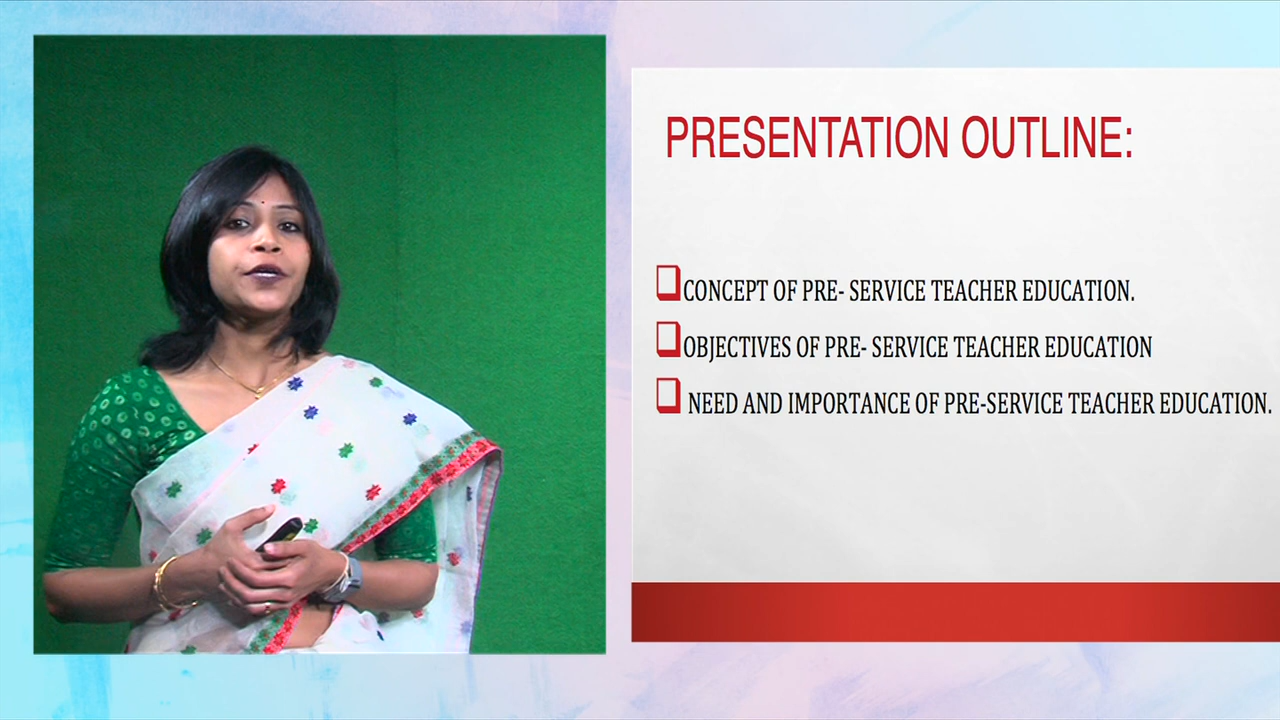 PRESENTATION OUTLINE:
CONCEPT OF PRE- SERVICE TEACHER EDUCATION.
OBJECTIVES OF PRE- SERVICE TEACHER EDUCATION
NEED AND IMPORTANCE OF PRE-SERVICE TEACHER EDUCATION.